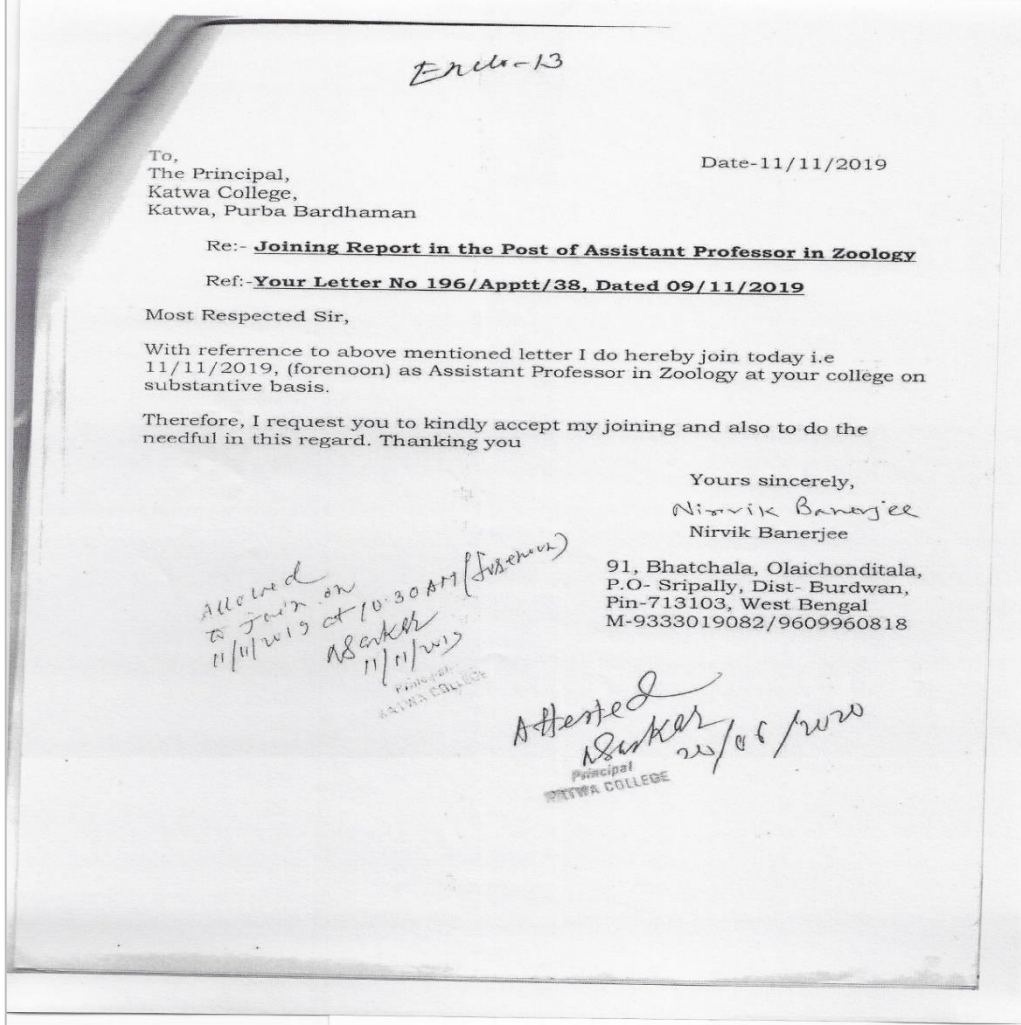 Enclo-13
To,
Date-11/11/2019
The Principal,
Katwa College,
Katwa, Purba Bardhaman
Re:- Joining Report in the Post of Assistant Professor in Zoology
Ref:-Your Letter No 196/Apptt/38, Dated 09/11/2019
Most Respected Sir,
With referrence to above mentioned letter I do hereby join today i.e
11/11/2019, (forenoon) as Assistant Professor in Zoology at your college on
substantive basis.
Therefore, I request you to kindly accept my joining and also to do the
needful in this regard. Thanking you
Yours sincerely,
Nirvik Banerjee
Nirvik Banerjee
91, Bhatchala, Olaichonditala,
P.O- Sripally, Dist- Burdwan,
Pin-713103, West Bengal
M-9333019082/9609960818
Allowed
to join on
11/11/2019 at 10.30 AM (forenoon)
NSarker
11/11/2019
Principal
KATWA COLLEGE
Attested
NSarker
20/06/2020
Principal
KATWA COLLEGE